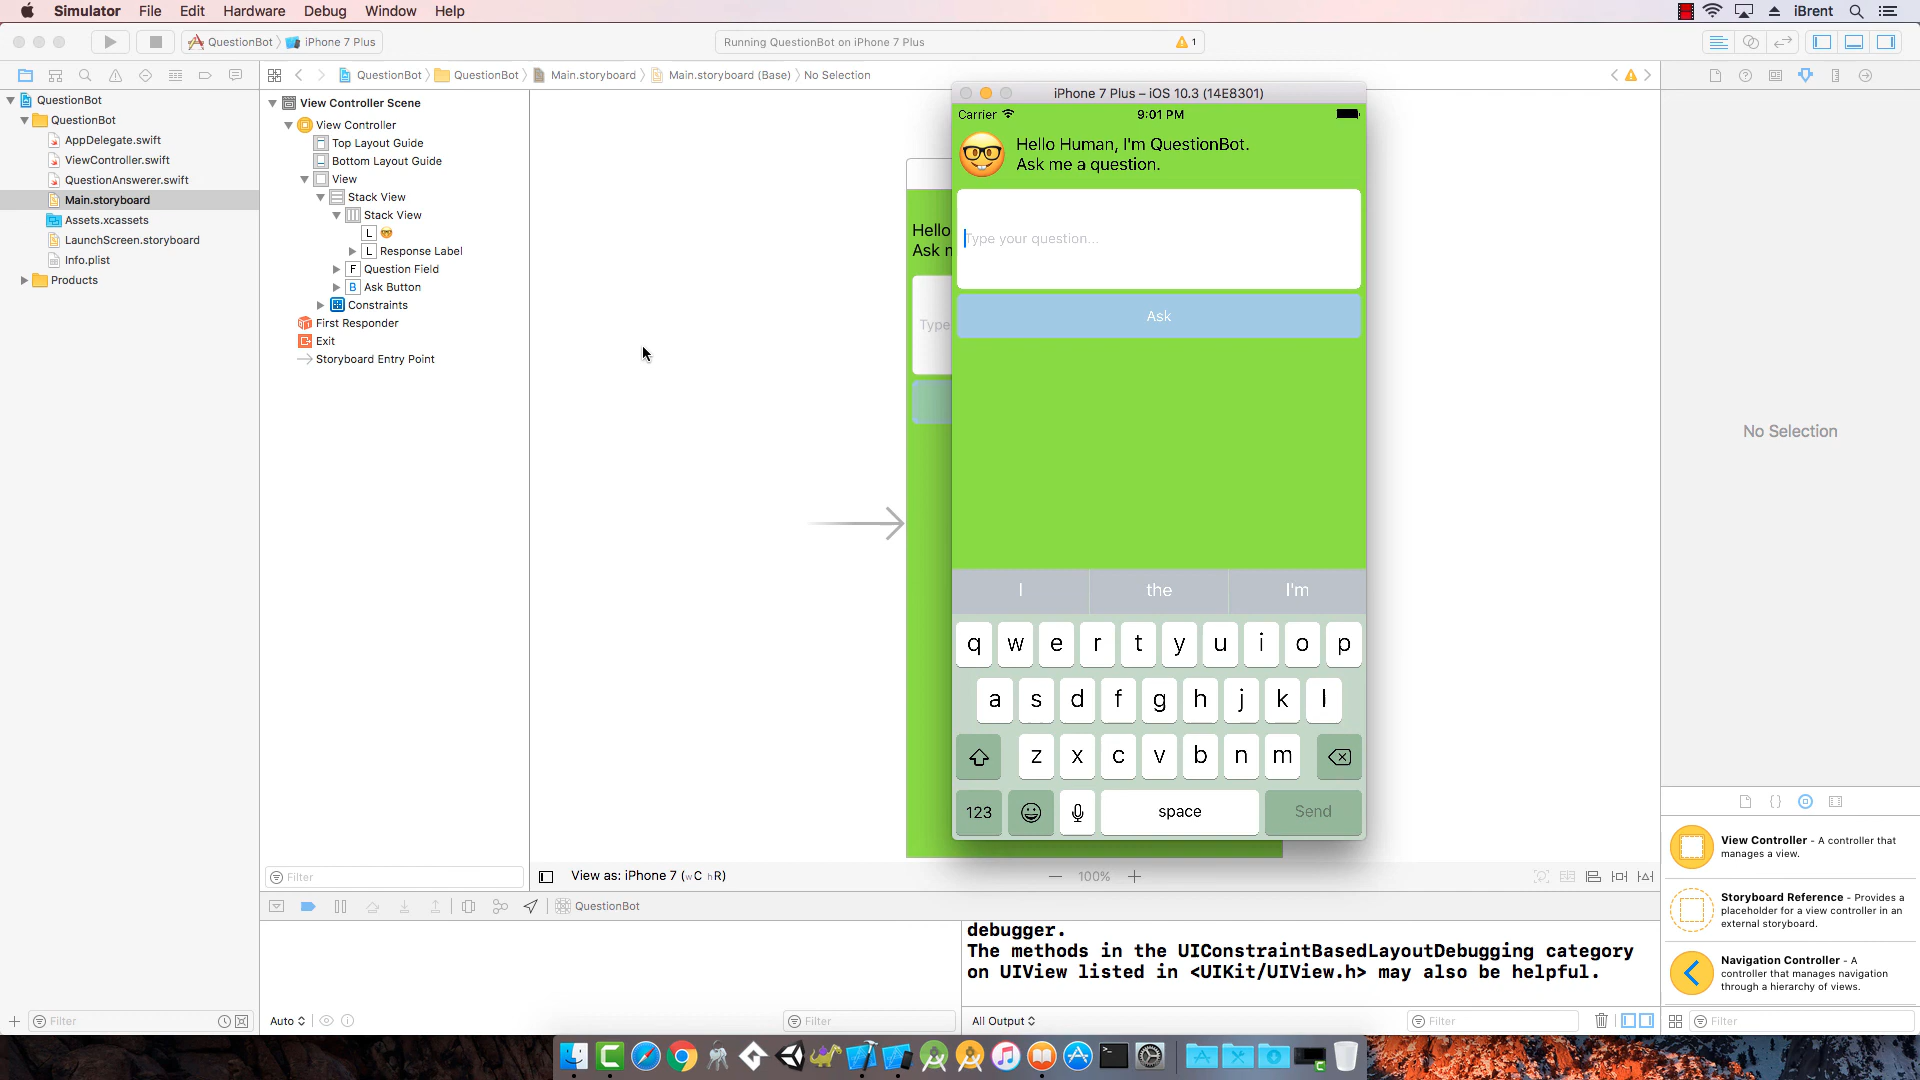 Simulator File Edit Hardware Debug Window Help iBrent
QuestionBot iPhone 7 Plus
Running QuestionBot on iPhone 7 Plus 1
QuestionBot QuestionBot Main.storyboard Main.storyboard (Base) No Selection
QuestionBot
QuestionBot
AppDelegate.swift
ViewController.swift
QuestionAnswerer.swift
Main.storyboard
Assets.xcassets
LaunchScreen.storyboard
Info.plist
Products
View Controller Scene
View Controller
Top Layout Guide
Bottom Layout Guide
View
Stack View
Stack View
L 🤓
L Response Label
F Question Field
B Ask Button
Constraints
First Responder
Exit
Storyboard Entry Point
Hello
Ask m
Type
iPhone 7 Plus – iOS 10.3 (14E8301)
Carrier 9:01 PM
Hello Human, I'm QuestionBot.
Ask me a question.
Type your question...
Ask
I the I'm
q w e r t y u i o p
a s d f g h j k l
z x c v b n m
123 space Send
No Selection
View Controller - A controller that
manages a view.
Storyboard Reference - Provides a
placeholder for a view controller in an
external storyboard.
Navigation Controller - A
controller that manages navigation
through a hierarchy of views.
Filter
View as: iPhone 7 (wC hR)
100%
QuestionBot
debugger.
The methods in the UIConstraintBasedLayoutDebugging category
on UIView listed in <UIKit/UIView.h> may also be helpful.
Filter
Auto
Filter
All Output
Filter
Filter